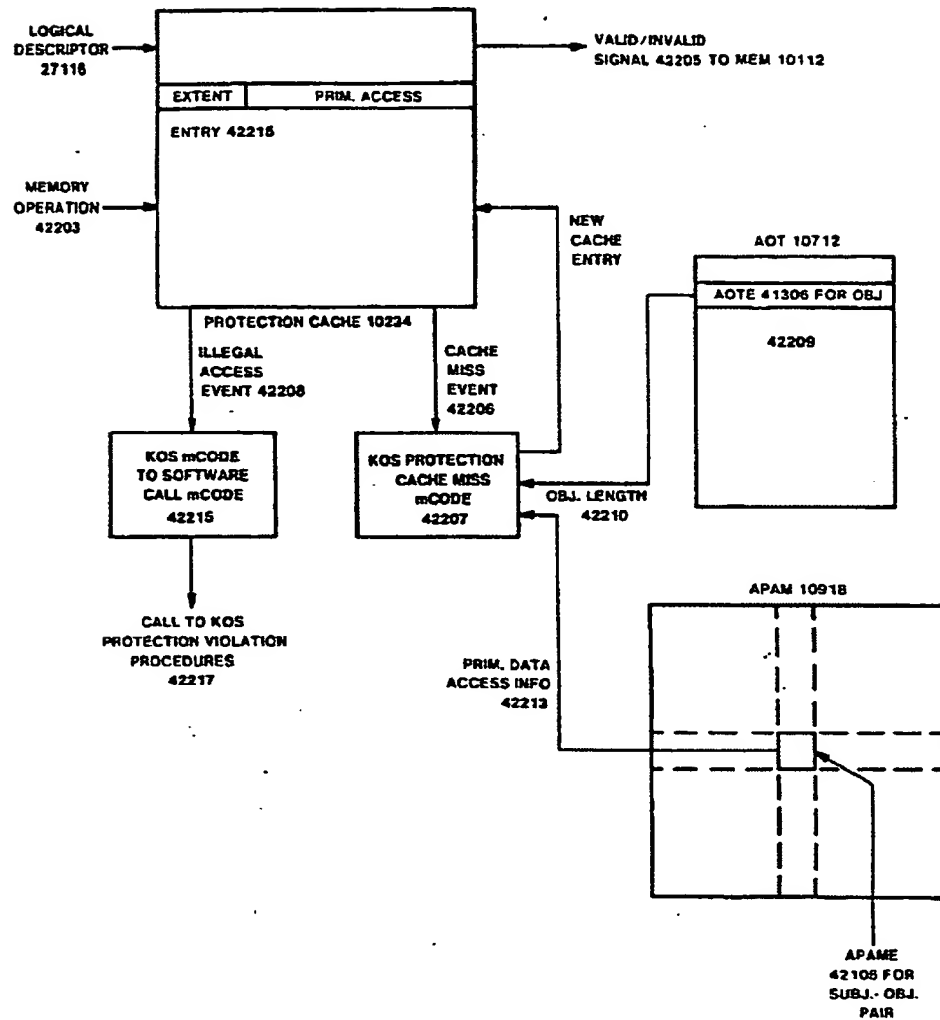 LOGICAL
DESCRIPTOR
27116
VALID/INVALID
SIGNAL 42205 TO MEM 10112
EXTENT
PRIM. ACCESS
ENTRY 42215
MEMORY
OPERATION
42203
NEW
CACHE
ENTRY
AOT 10712
AOTE 41306 FOR OBJ
42209
PROTECTION CACHE 10234
ILLEGAL
ACCESS
EVENT 42208
CACHE
MISS
EVENT
42206
KOS mCODE
TO SOFTWARE
CALL mCODE
42215
KOS PROTECTION
CACHE MISS
mCODE
42207
OBJ. LENGTH
42210
CALL TO KOS
PROTECTION VIOLATION
PROCEDURES
42217
APAM 10918
PRIM. DATA
ACCESS INFO
42213
APAME
42106 FOR
SUBJ.- OBJ.
PAIR